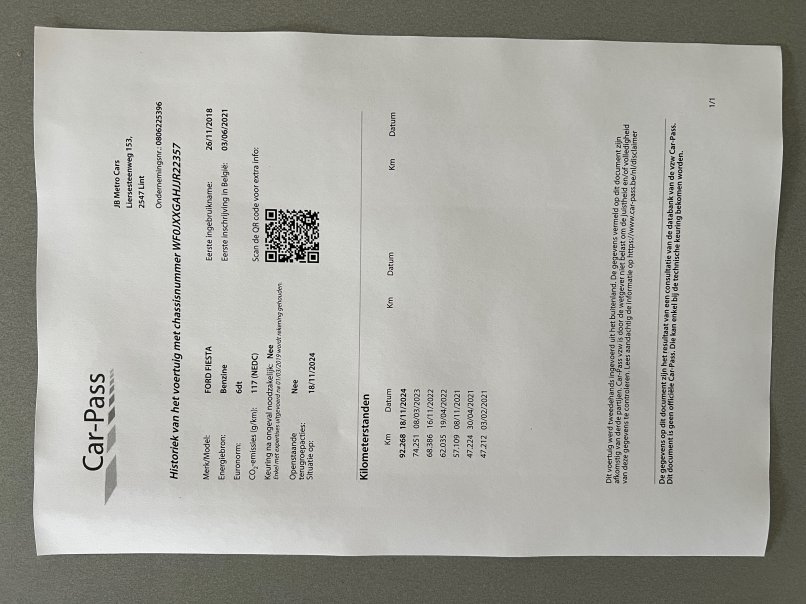 Car-Pass
JB Metro Cars
Liersesteenweg 153,
2547 Lint
Ondernemingsnr.: 0806225396
Historiek van het voertuig met chassisnummer WF0JXXGAHJJR22357
Merk/Model: FORD FIESTA
Energiebron: Benzine
Euronorm: 6dt
CO2-emissies (g/km): 117 (NEDC)
Keuring na ongeval noodzakelijk: Nee
Enkel met expertises uitgevoerd na 01/03/2019 wordt rekening gehouden.
Openstaande
terugroepacties: Nee
Situatie op: 18/11/2024
Eerste ingebruikname: 26/11/2018
Eerste inschrijving in België: 03/06/2021
Scan de QR code voor extra info:
Kilometerstanden
Km Datum Km Datum Km Datum
92.268 18/11/2024
74.251 08/03/2023
68.386 16/11/2022
62.035 19/04/2022
57.109 08/11/2021
47.224 30/04/2021
47.212 03/02/2021
Dit voertuig werd tweedehands ingevoerd uit het buitenland. De gegevens vermeld op dit document zijn
afkomstig van derde partijen. Car-Pass vzw is door de wetgever niet belast om de juistheid en/of volledigheid
van deze gegevens te controleren. Lees aandachtig de informatie op https://www.car-pass.be/nl/disclaimer
De gegevens op dit document zijn het resultaat van een consultatie van de databank van de vzw Car-Pass.
Dit document is geen officiële Car-Pass. Die kan enkel bij de technische keuring bekomen worden.
1/1